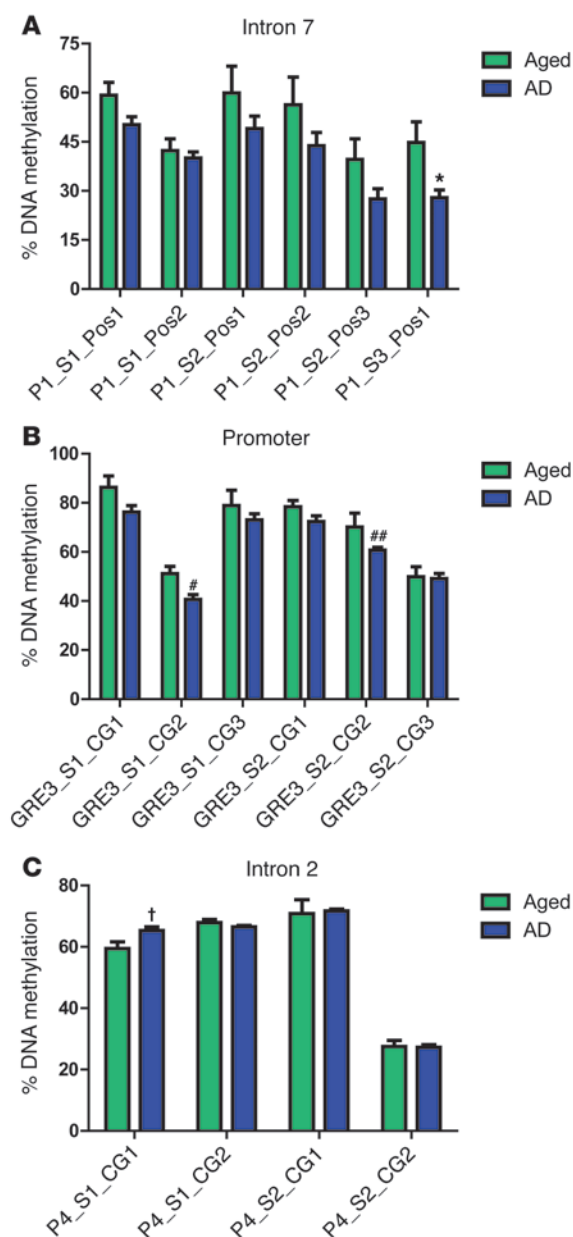 A
Intron 7
% DNA methylation
75
60
45
30
15
0
*
Aged
AD
P1_S1_Pos1
P1_S1_Pos2
P1_S2_Pos1
P1_S2_Pos2
P1_S2_Pos3
P1_S3_Pos1
B
Promoter
% DNA methylation
100
80
60
40
20
0
#
##
Aged
AD
GRE3_S1_CG1
GRE3_S1_CG2
GRE3_S1_CG3
GRE3_S2_CG1
GRE3_S2_CG2
GRE3_S2_CG3
C
Intron 2
% DNA methylation
80
60
40
20
0
†
Aged
AD
P4_S1_CG1
P4_S1_CG2
P4_S2_CG1
P4_S2_CG2